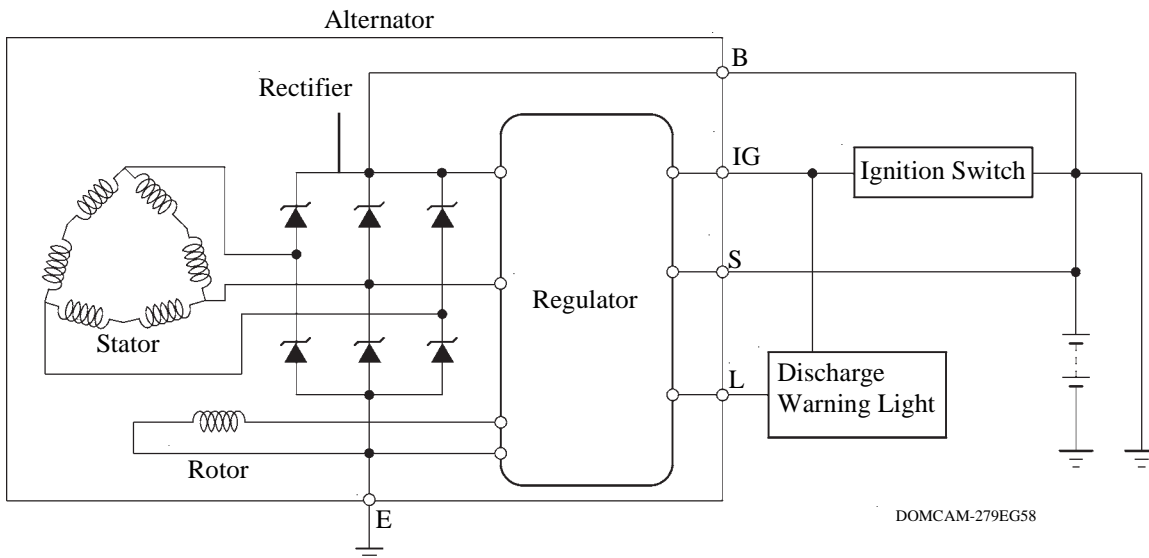 Alternator
B
Rectifier
IG
Ignition Switch
S
Regulator
Stator
L
Discharge
Warning Light
Rotor
E
DOMCAM-279EG58